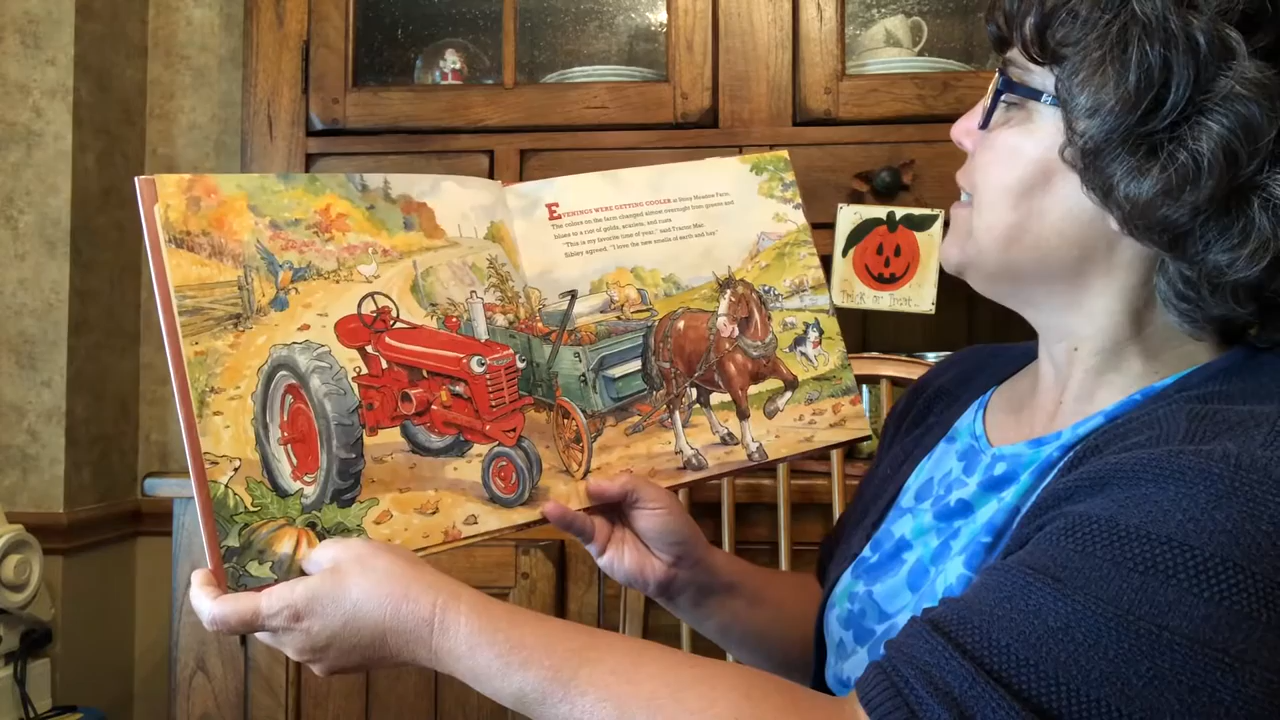 EVENINGS WERE GETTING COOLER at Stony Meadow Farm.
The colors on the farm changed almost overnight from greens and
blues to a riot of golds, scarlets, and rusts.
"This is my favorite time of year," said Tractor Mac.
Sibley agreed. "I love the new smells of earth and hay."
Trick or Treat..